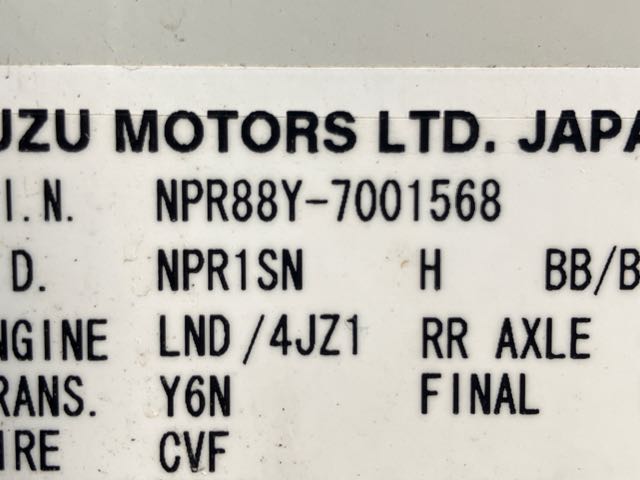 UZU MOTORS LTD. JAPA
I.N. NPR88Y-7001568
D. NPR1SN H BB/B
NGINE LND/4JZ1 RR AXLE
RANS. Y6N FINAL
IRE CVF